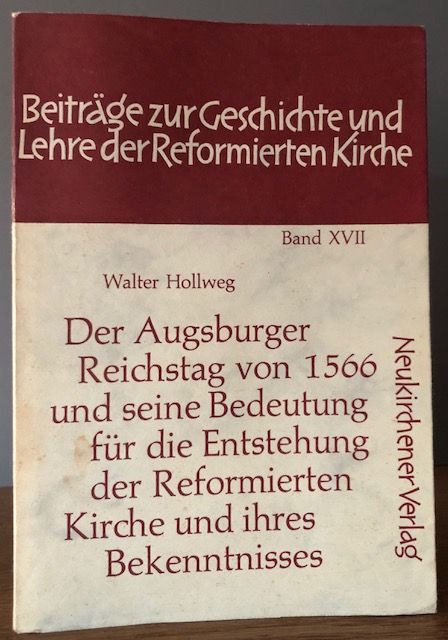 Beiträge zur Geschichte und
Lehre der Reformierten Kirche
Band XVII
Walter Hollweg
Der Augsburger
Reichstag von 1566
und seine Bedeutung
für die Entstehung
der Reformierten
Kirche und ihres
Bekenntnisses
Neukirchener Verlag